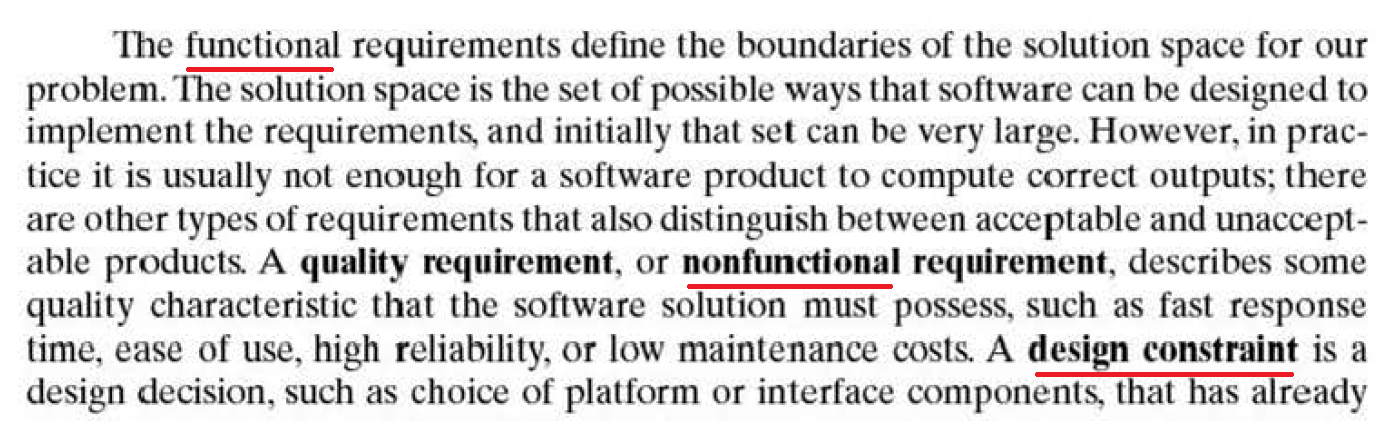 The functional requirements define the boundaries of the solution space for our
problem. The solution space is the set of possible ways that software can be designed to
implement the requirements, and initially that set can be very large. However, in prac-
tice it is usually not enough for a software product to compute correct outputs; there
are other types of requirements that also distinguish between acceptable and unaccept-
able products. A quality requirement, or nonfunctional requirement, describes some
quality characteristic that the software solution must possess, such as fast response
time, ease of use, high reliability, or low maintenance costs. A design constraint is a
design decision, such as choice of platform or interface components, that has already